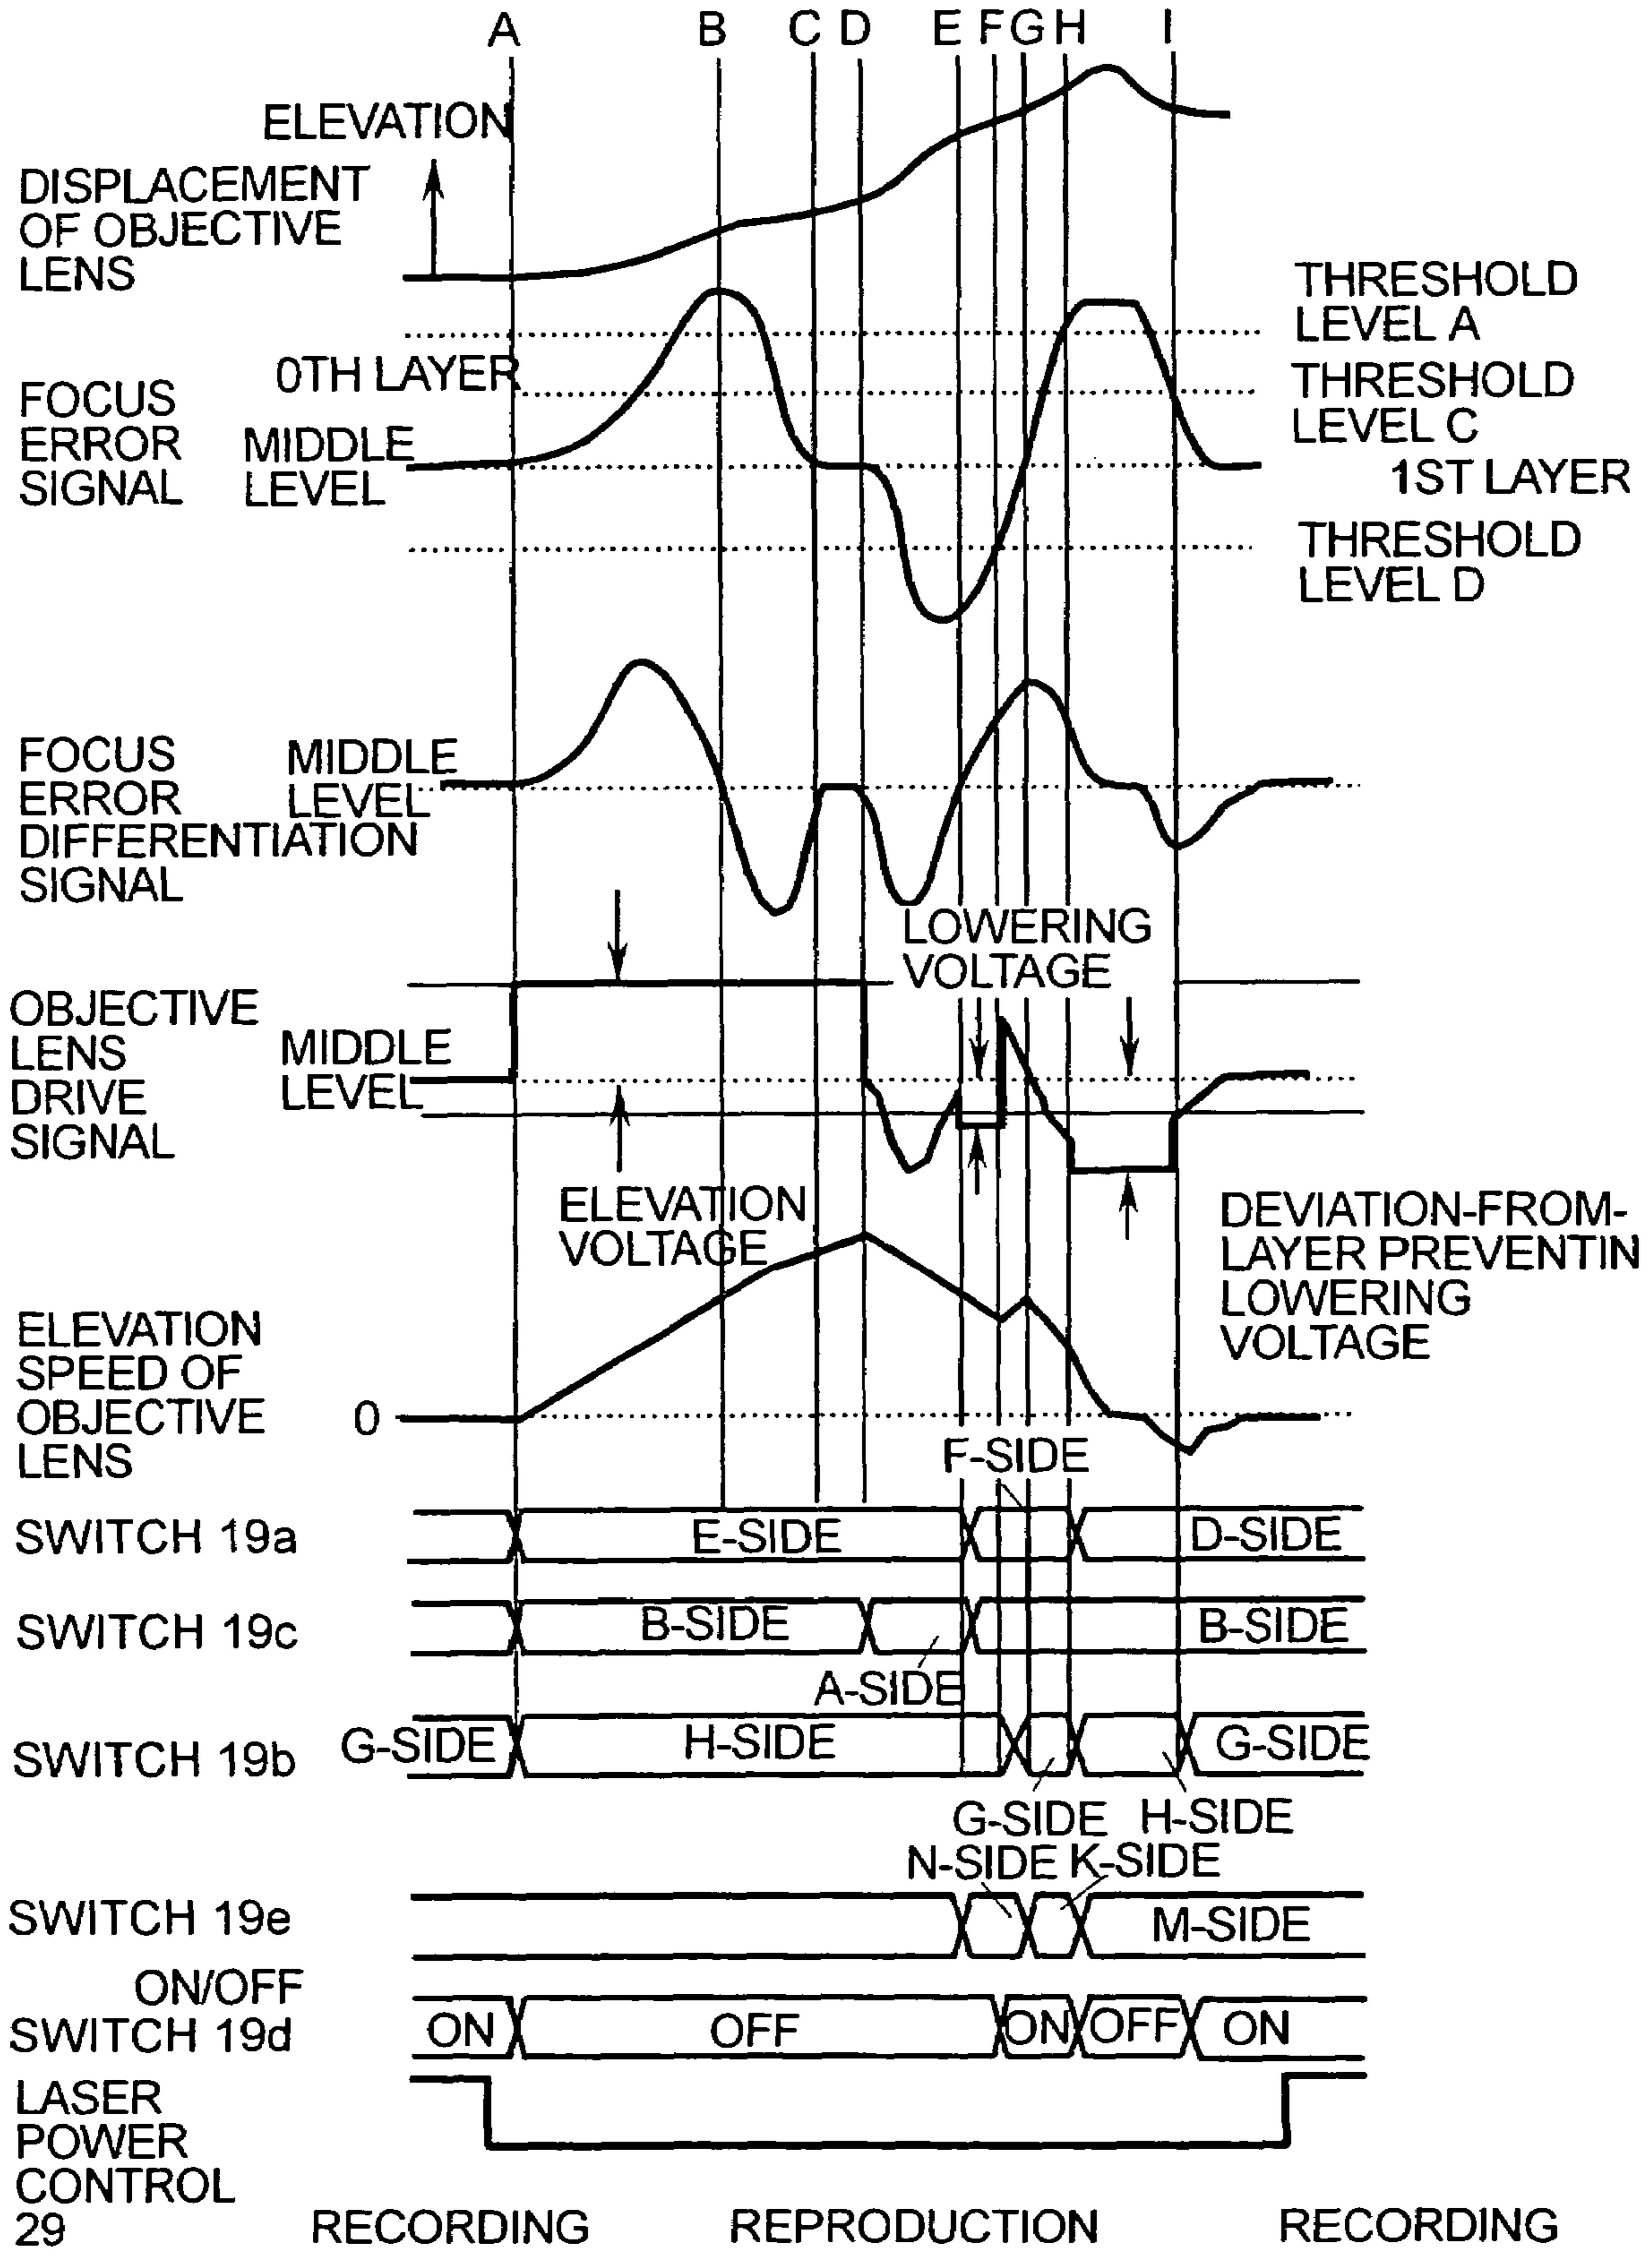 A B C D E F G H I
ELEVATION
DISPLACEMENT
OF OBJECTIVE
LENS
THRESHOLD
LEVEL A
0TH LAYER
THRESHOLD
LEVEL C
FOCUS
ERROR
SIGNAL
MIDDLE
LEVEL
1ST LAYER
THRESHOLD
LEVEL D
FOCUS
ERROR
DIFFERENTIATION
SIGNAL
MIDDLE
LEVEL
LOWERING
VOLTAGE
OBJECTIVE
LENS
DRIVE
SIGNAL
MIDDLE
LEVEL
ELEVATION
VOLTAGE
DEVIATION-FROM-
LAYER PREVENTIN
LOWERING
VOLTAGE
ELEVATION
SPEED OF
OBJECTIVE
LENS
0
F-SIDE
SWITCH 19a
E-SIDE
D-SIDE
SWITCH 19c
B-SIDE
B-SIDE
A-SIDE
SWITCH 19b
G-SIDE
H-SIDE
G-SIDE
G-SIDE H-SIDE
N-SIDE K-SIDE
SWITCH 19e
M-SIDE
ON/OFF
SWITCH 19d
ON OFF ON OFF ON
LASER
POWER
CONTROL
29
RECORDING REPRODUCTION RECORDING